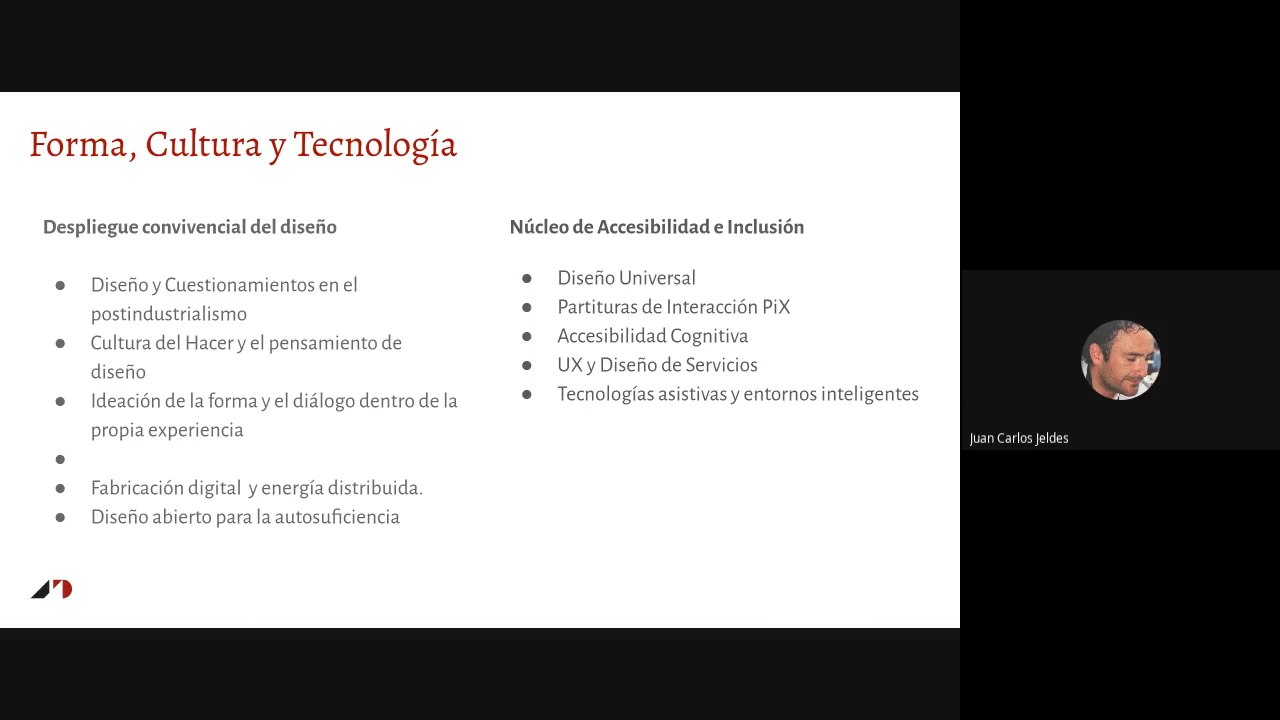 Forma, Cultura y Tecnología
Despliegue convivencial del diseño
● Diseño y Cuestionamientos en el
postindustrialismo
● Cultura del Hacer y el pensamiento de
diseño
● Ideación de la forma y el diálogo dentro de la
propia experiencia
●
● Fabricación digital  y energía distribuida.
● Diseño abierto para la autosuficiencia
Núcleo de Accesibilidad e Inclusión
● Diseño Universal
● Partituras de Interacción PiX
● Accesibilidad Cognitiva
● UX y Diseño de Servicios
● Tecnologías asistivas y entornos inteligentes
Juan Carlos Jeldes